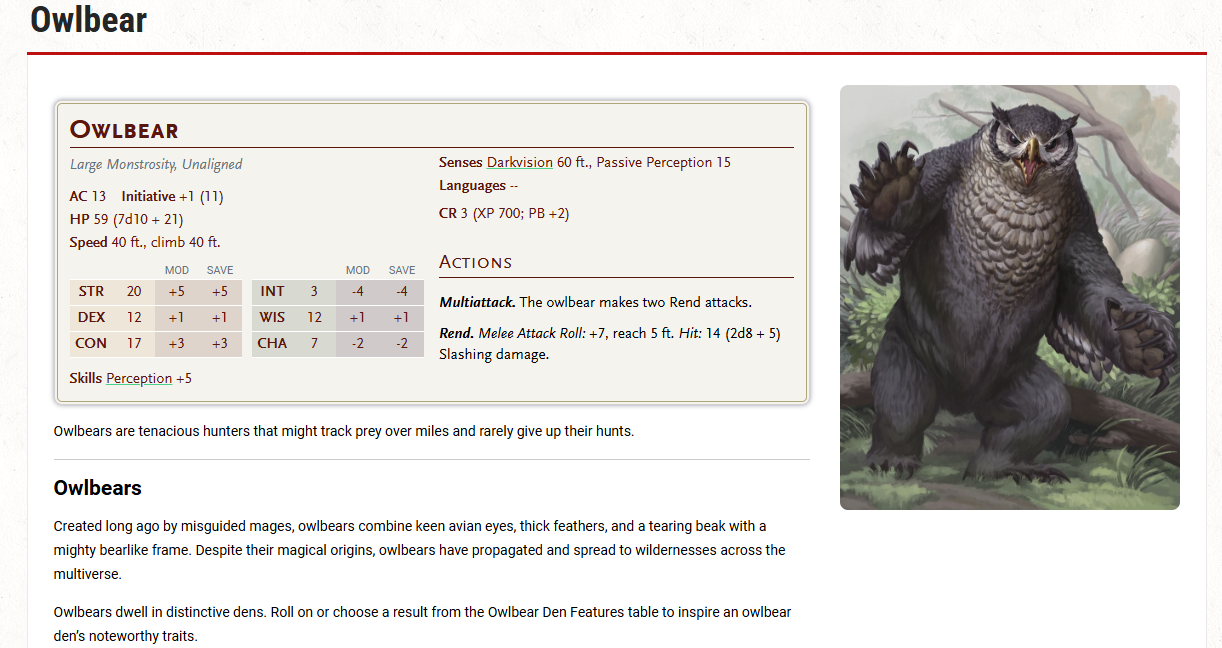 Owlbear
OWLBEAR
Large Monstrosity, Unaligned
AC 13 Initiative +1 (11)
HP 59 (7d10 + 21)
Speed 40 ft., climb 40 ft.
MOD SAVE MOD SAVE
STR 20 +5 +5 INT 3 -4 -4
DEX 12 +1 +1 WIS 12 +1 +1
CON 17 +3 +3 CHA 7 -2 -2
Skills Perception +5
Senses Darkvision 60 ft., Passive Perception 15
Languages --
CR 3 (XP 700; PB +2)
ACTIONS
Multiattack. The owlbear makes two Rend attacks.
Rend. Melee Attack Roll: +7, reach 5 ft. Hit: 14 (2d8 + 5)
Slashing damage.
Owlbears are tenacious hunters that might track prey over miles and rarely give up their hunts.
Owlbears
Created long ago by misguided mages, owlbears combine keen avian eyes, thick feathers, and a tearing beak with a
mighty bearlike frame. Despite their magical origins, owlbears have propagated and spread to wildernesses across the
multiverse.
Owlbears dwell in distinctive dens. Roll on or choose a result from the Owlbear Den Features table to inspire an owlbear
den’s noteworthy traits.